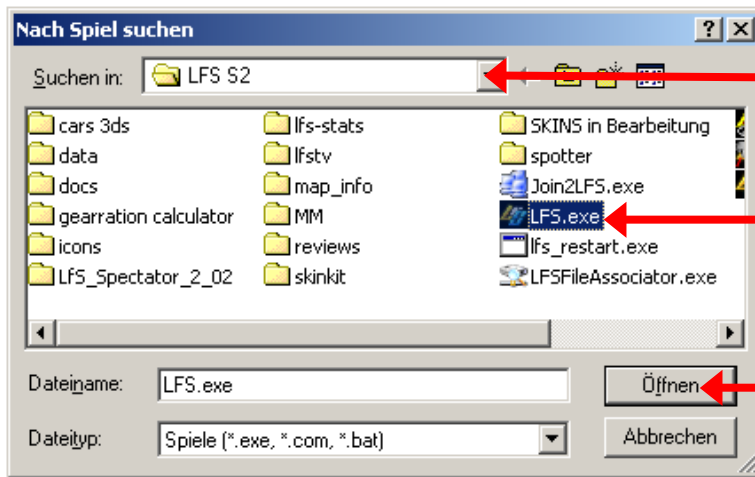 Nach Spiel suchen
Suchen in: LFS S2
cars 3ds lfs-stats SKINS in Bearbeitung
data lfstv spotter
docs map_info Join2LFS.exe
gearration calculator MM LFS.exe
icons reviews lfs_restart.exe
LfS_Spectator_2_02 skinkit LFSFileAssociator.exe
Dateiname: LFS.exe Öffnen
Dateityp: Spiele (*.exe, *.com, *.bat) Abbrechen